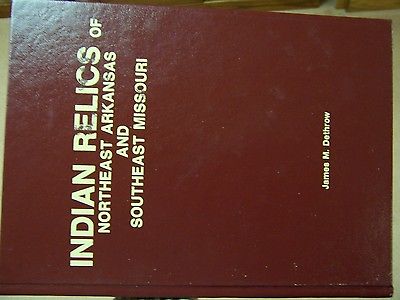 INDIAN RELICS OF
NORTHEAST ARKANSAS
AND
SOUTHEAST MISSOURI
James M. Dethrow